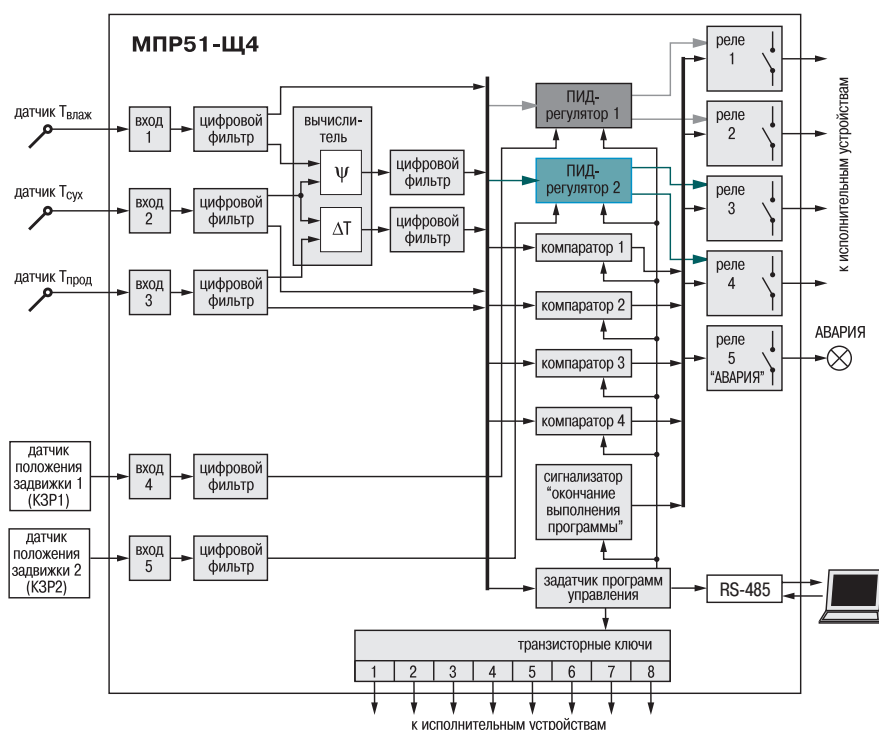 МПР51-Щ4
датчик Твлаж
вход
1
цифровой
фильтр
датчик Тсух
вход
2
цифровой
фильтр
датчик Тпрод
вход
3
цифровой
фильтр
вычисли-
тель
ψ
ΔT
цифровой
фильтр
цифровой
фильтр
датчик
положения
задвижки 1
(КЗР1)
вход
4
цифровой
фильтр
датчик
положения
задвижки 2
(КЗР2)
вход
5
цифровой
фильтр
ПИД-
регулятор 1
ПИД-
регулятор 2
компаратор 1
компаратор 2
компаратор 3
компаратор 4
сигнализатор
“окончание
выполнения
программы”
задатчик программ
управления
реле
1
реле
2
реле
3
реле
4
реле
5
“АВАРИЯ”
к исполнительным устройствам
АВАРИЯ
RS-485
транзисторные ключи
1 2 3 4 5 6 7 8
к исполнительным устройствам